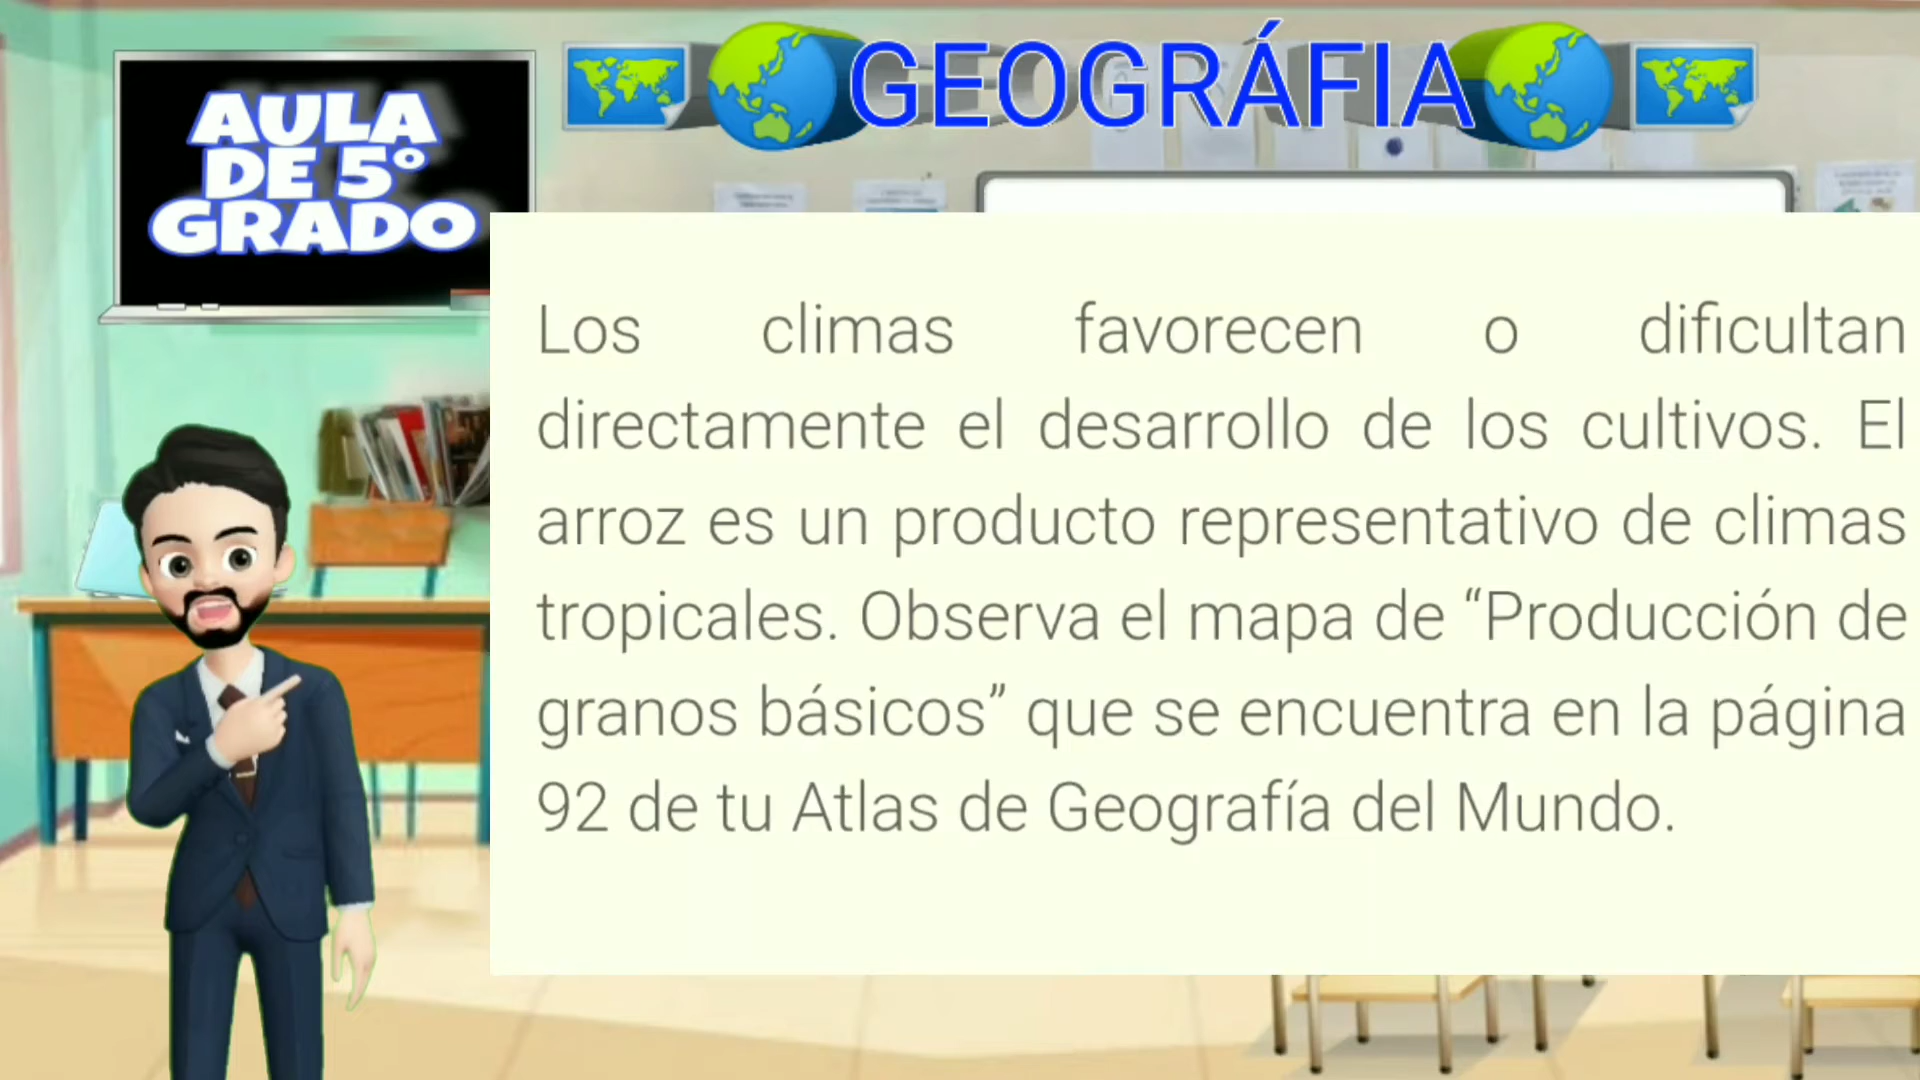 AULA
DE 5º
GRADO
GEOGRÁFIA
Los climas favorecen o dificultan
directamente el desarrollo de los cultivos. El
arroz es un producto representativo de climas
tropicales. Observa el mapa de “Producción de
granos básicos” que se encuentra en la página
92 de tu Atlas de Geografía del Mundo.